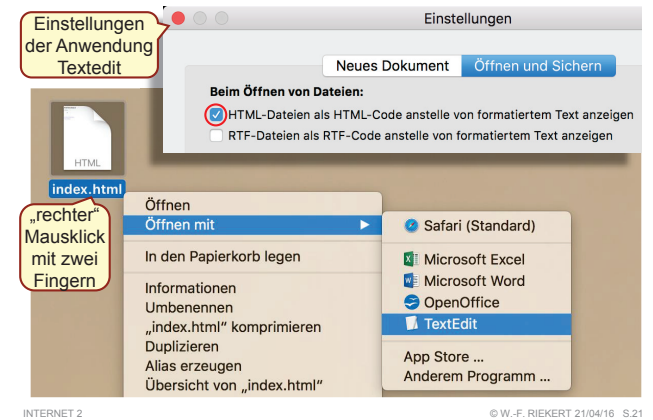 Einstellungen
der Anwendung
Textedit
Einstellungen
Neues Dokument Öffnen und Sichern
Beim Öffnen von Dateien:
HTML-Dateien als HTML-Code anstelle von formatiertem Text anzeigen
RTF-Dateien als RTF-Code anstelle von formatiertem Text anzeigen
HTML
index.html
„rechter“
Mausklick
mit zwei
Fingern
Öffnen
Öffnen mit
In den Papierkorb legen
Informationen
Umbenennen
„index.html“ komprimieren
Duplizieren
Alias erzeugen
Übersicht von „index.html“
Safari (Standard)
Microsoft Excel
Microsoft Word
OpenOffice
TextEdit
App Store ...
Anderem Programm ...
INTERNET 2
© W.-F. RIEKERT 21/04/16 S.21